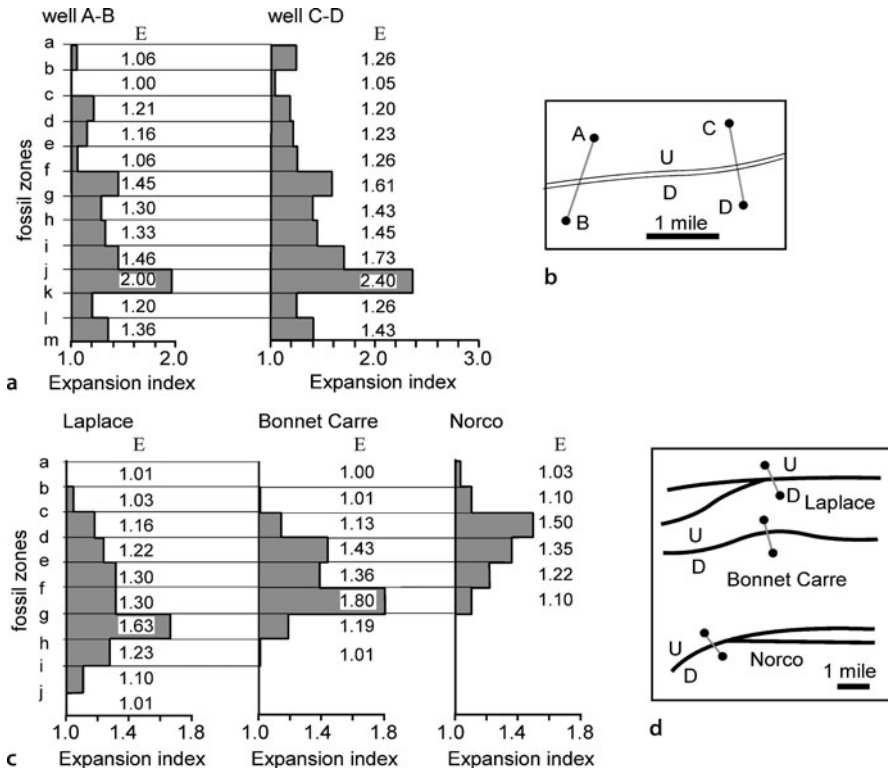 well A-B
well C-D
E
E
a
b
c
d
e
f
g
h
i
j
k
l
m
fossil zones
1.06
1.00
1.21
1.16
1.06
1.45
1.30
1.33
1.46
2.00
1.20
1.36
1.26
1.05
1.20
1.23
1.26
1.61
1.43
1.45
1.73
2.40
1.26
1.43
1.0 2.0
1.0 2.0 3.0
a
Expansion index
Expansion index
A
C
U
D
B
D
1 mile
b
Laplace
Bonnet Carre
Norco
E
E
E
a
b
c
d
e
f
g
h
i
j
fossil zones
1.01
1.03
1.16
1.22
1.30
1.30
1.63
1.23
1.10
1.01
1.00
1.01
1.13
1.43
1.36
1.80
1.19
1.01
1.03
1.10
1.50
1.35
1.22
1.10
1.0 1.4 1.8
1.0 1.4 1.8
1.0 1.4 1.8
c
Expansion index
Expansion index
Expansion index
U
D
Laplace
U
D
Bonnet Carre
U
D
Norco
1 mile
d